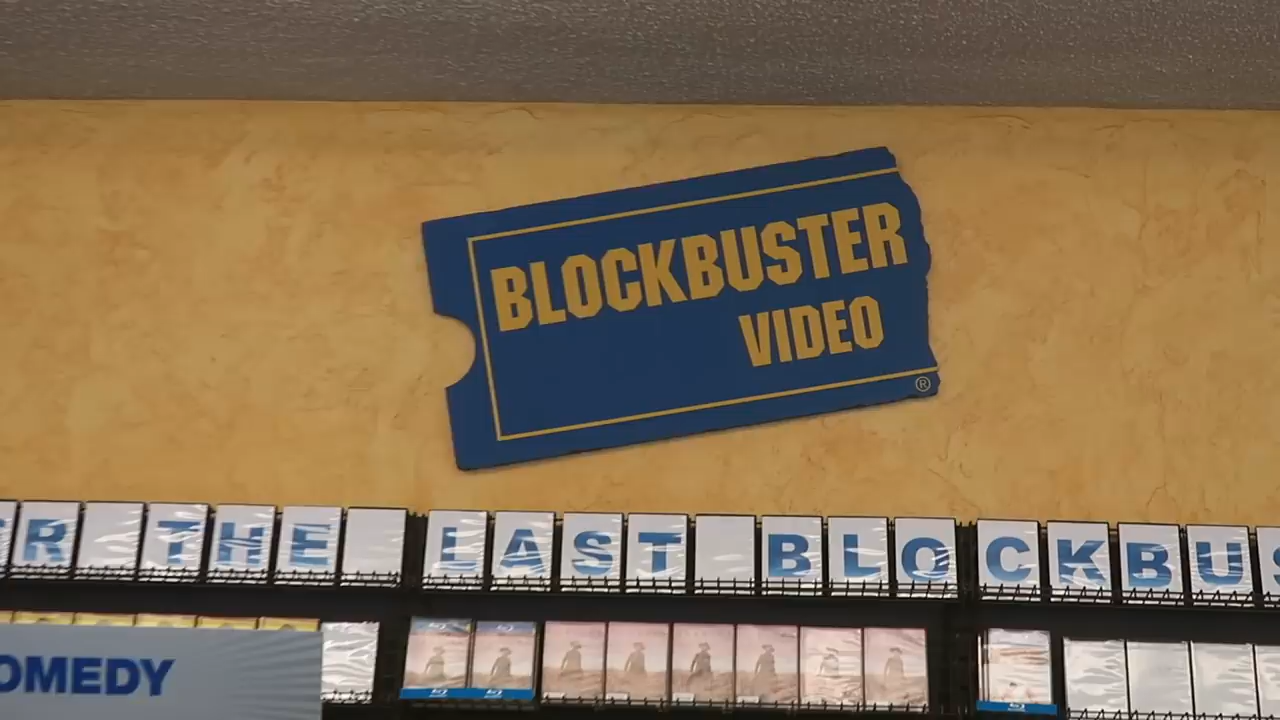 BLOCKBUSTER
VIDEO
®
R THE LAST BLOCKBUS
OMEDY